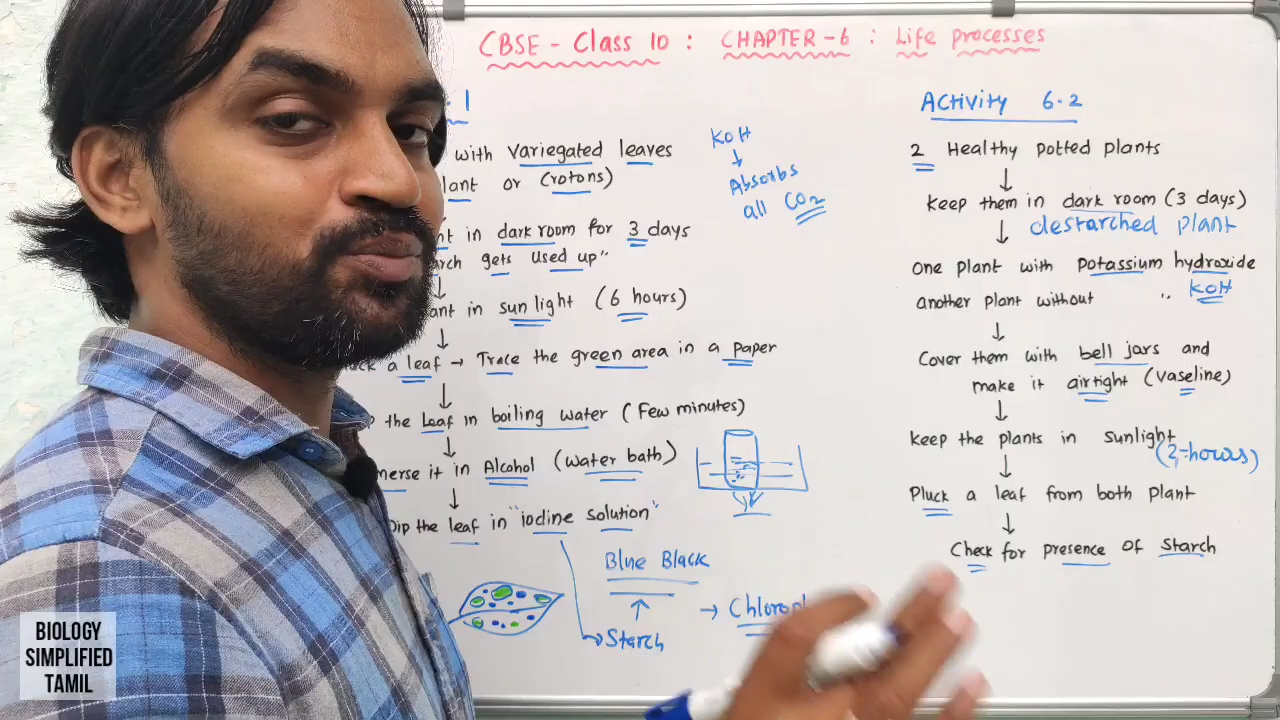 CBSE - Class 10 : CHAPTER - 6 : Life processes
1
with variegated leaves
lant or (crotons)
nt in dark room for 3 days
rch gets used up"
ant in sun light (6 hours)
ck a leaf → Trace the green area in a paper
the leaf in boiling water (Few minutes)
merse it in Alcohol (water bath)
Dip the leaf in "iodine solution"
Blue Black
Starch
→ Chlorop
KOH
Absorbs
all CO2
Activity 6.2
2 Healthy potted plants
Keep them in dark room (3 days)
destarched plant
One plant with potassium hydroxide
another plant without " KOH
Cover them with bell jars and
make it airtight (vaseline)
Keep the plants in sunlight
(2-hours)
Pluck a leaf from both plant
Check for presence of starch
BIOLOGY
SIMPLIFIED
TAMIL